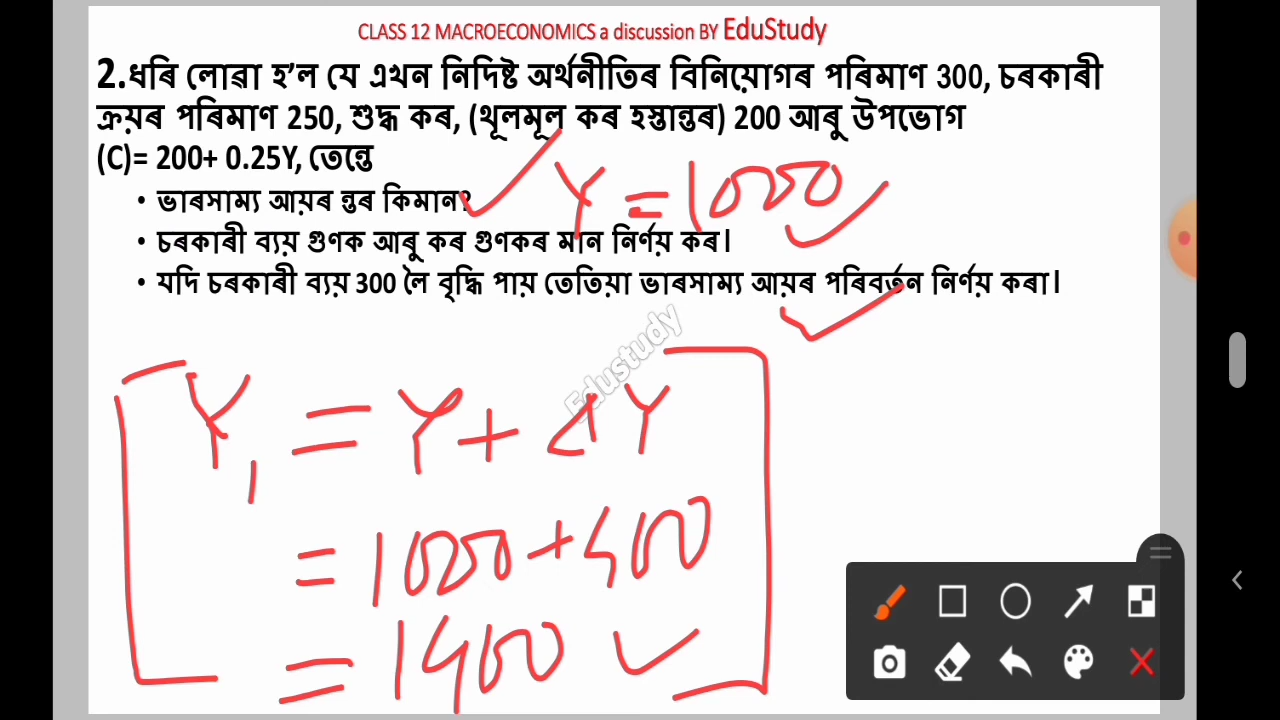 CLASS 12 MACROECONOMICS a discussion BY EduStudy
2.ধৰি লোৱা হ'ল যে এখন নিদিষ্ট অৰ্থনীতিৰ বিনিয়োগৰ পৰিমাণ 300, চৰকাৰী
ক্ৰয়ৰ পৰিমাণ 250, শুদ্ধ কৰ, (থূলমূল কৰ হস্তান্তৰ) 200 আৰু উপভোগ
(C)= 200+ 0.25Y, তেন্তে
• ভাৰসাম্য আয়ৰ ন্তৰ কিমান?
Y = 1000
• চৰকাৰী ব্যয় গুণক আৰু কৰ গুণকৰ মান নিৰ্ণয় কৰ।
• যদি চৰকাৰী ব্যয় 300 লৈ বৃদ্ধি পায় তেতিয়া ভাৰসাম্য আয়ৰ পৰিবৰ্তন নিৰ্ণয় কৰা।
Edustudy
Y₁ = Y + ΔY
= 1000 + 400
= 1400